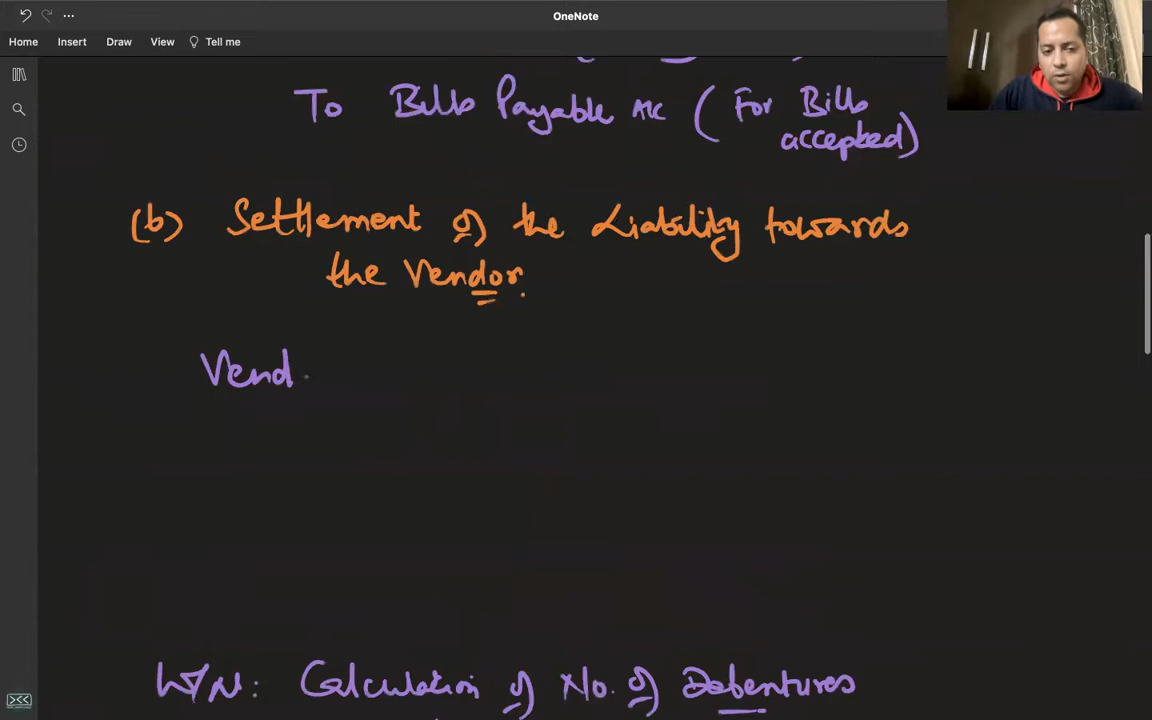 OneNote
Home Insert Draw View Tell me
To Bills Payable A/c (For Bills
accepted)
(b) Settlement of the Liability towards
the Vendor.
Vend
W/N: Calculation of No. of Debentures